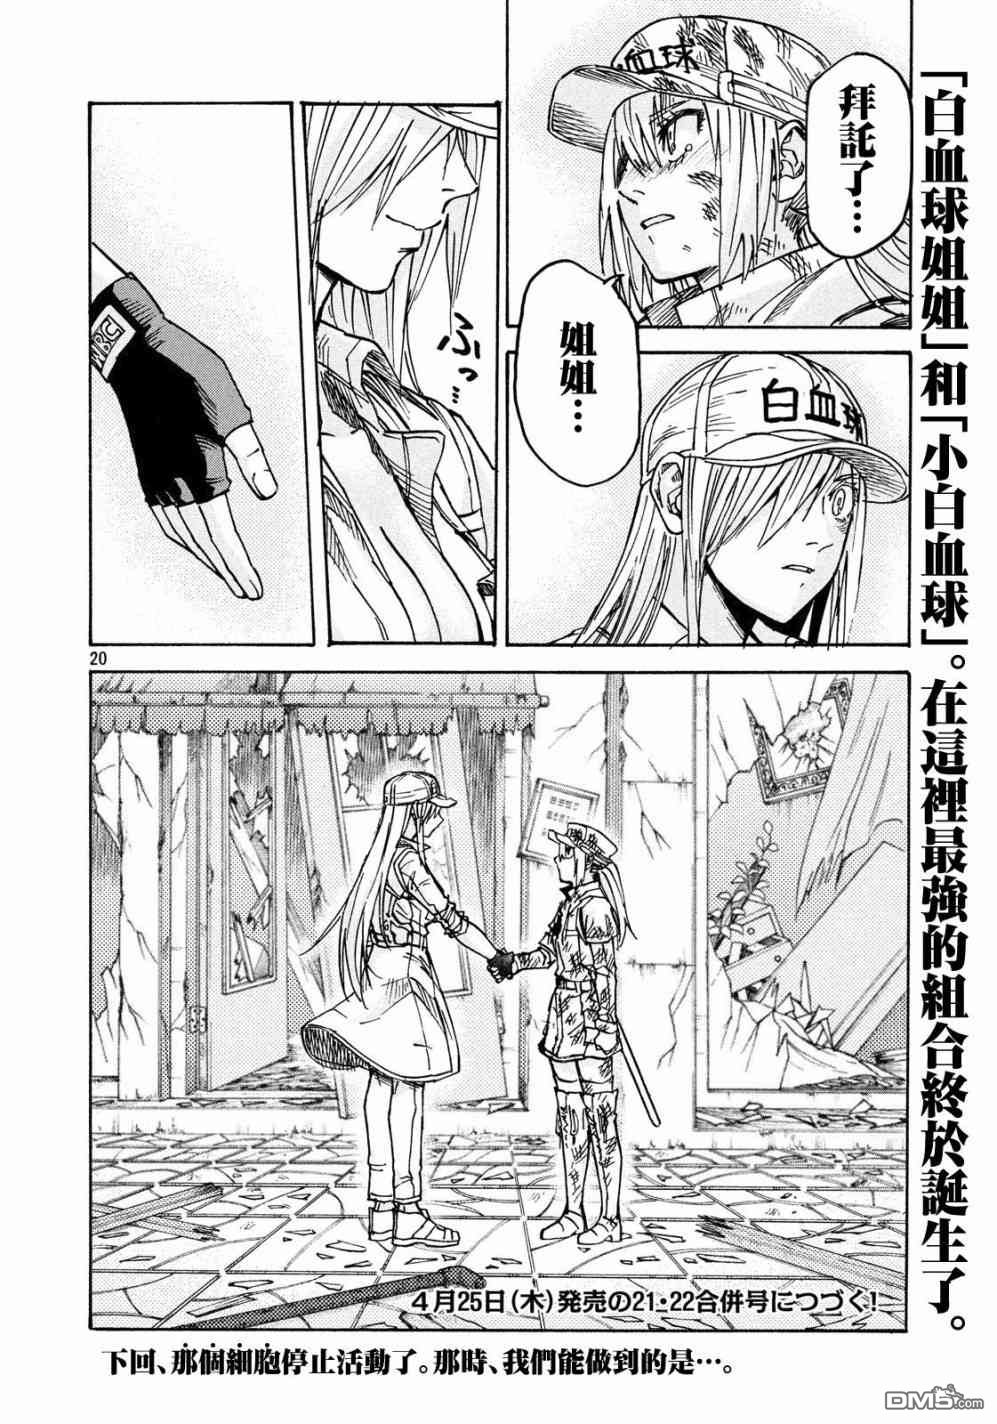 血球
拜託了…
姐姐…
白血球
ふっ…
WBC
20
「白血球姐姐」和「小白血球」。在這裡最強的組合終於誕生了。
4月25日(木)発売の21・22合併号につづく!
下回、那個細胞停止活動了。那時、我們能做到的是…。
DM5.com